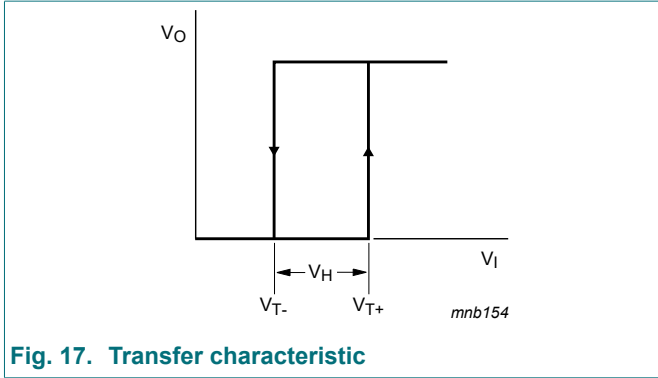 VO
VI
VH
VT-
VT+
mnb154
Fig. 17. Transfer characteristic